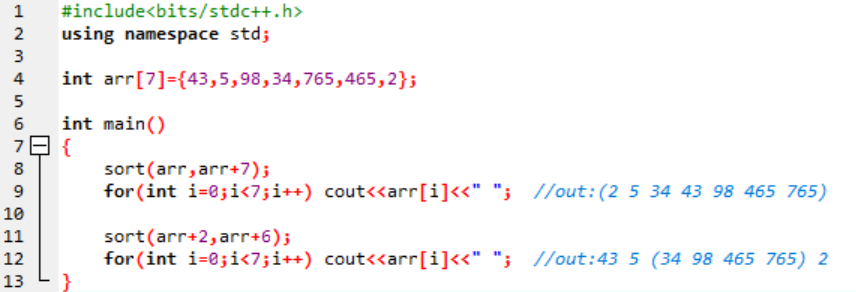 1 #include<bits/stdc++.h>
2 using namespace std;
3
4 int arr[7]={43,5,98,34,765,465,2};
5
6 int main()
7 {
8 sort(arr,arr+7);
9 for(int i=0;i<7;i++) cout<<arr[i]<<" "; //out:(2 5 34 43 98 465 765)
10
11 sort(arr+2,arr+6);
12 for(int i=0;i<7;i++) cout<<arr[i]<<" "; //out:43 5 (34 98 465 765) 2
13 }